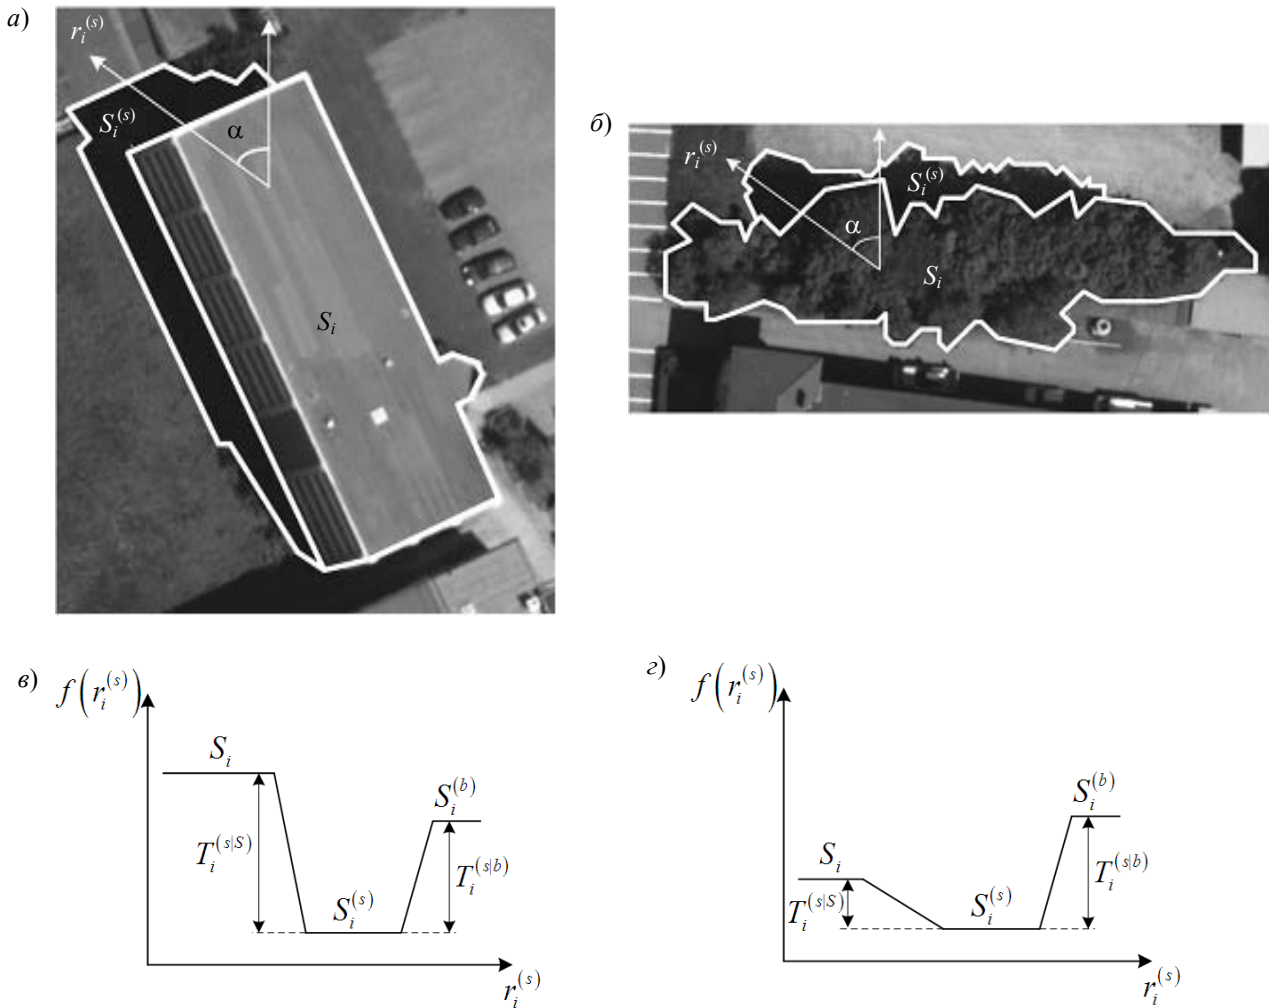 а)
r_i^(s)
S_i^(s)
α
S_i
б)
r_i^(s)
S_i^(s)
α
S_i
в)
f(r_i^(s))
S_i
S_i^(b)
T_i^(s|S)
T_i^(s|b)
S_i^(s)
r_i^(s)
г)
f(r_i^(s))
S_i^(b)
S_i
T_i^(s|b)
T_i^(s|S)
S_i^(s)
r_i^(s)